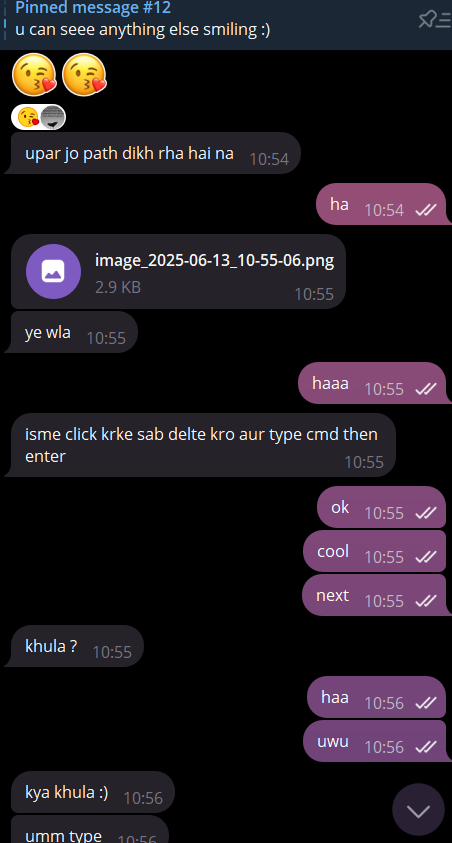 Pinned message #12
u can seee anything else smiling :)
upar jo path dikh rha hai na 10:54
ha 10:54
image_2025-06-13_10-55-06.png
2.9 KB 10:55
ye wla 10:55
haaa 10:55
isme click krke sab delte kro aur type cmd then
enter 10:55
ok 10:55
cool 10:55
next 10:55
khula ? 10:55
haa 10:56
uwu 10:56
kya khula :) 10:56
umm type 10:56